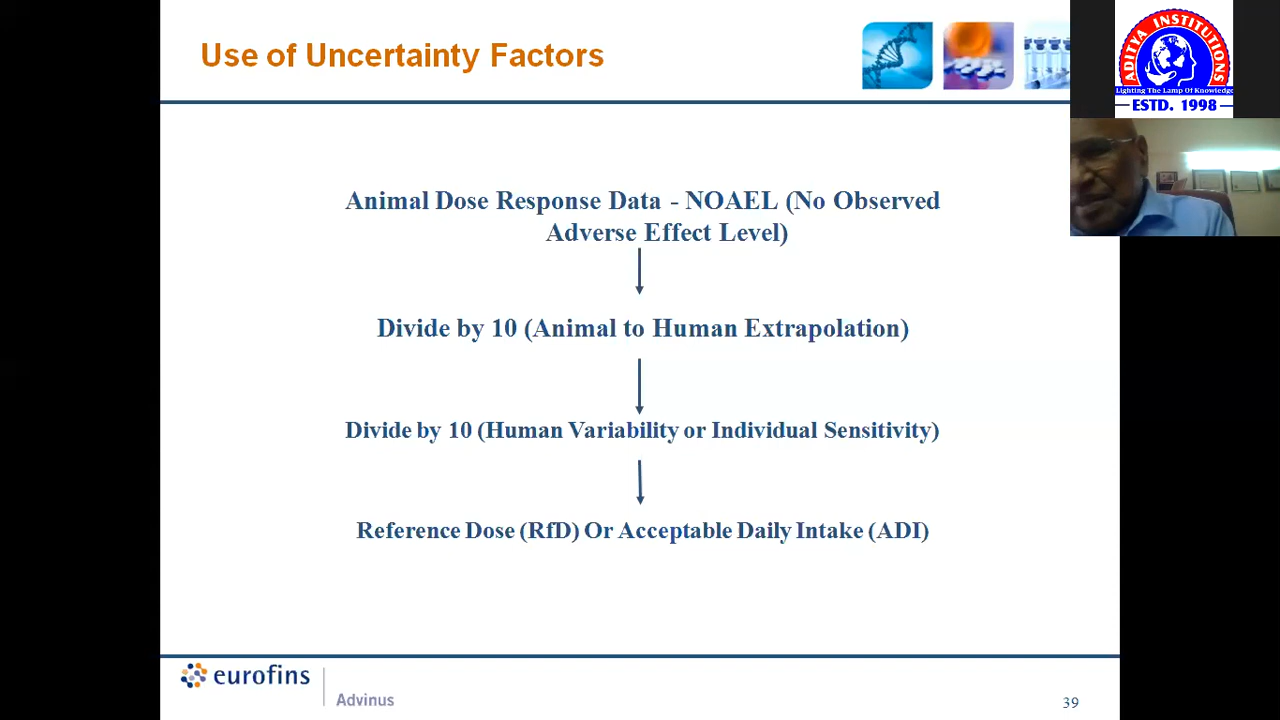 Use of Uncertainty Factors
ADITYA INSTITUTIONS
Lighting The Lamp Of Knowledge
ESTD. 1998
Animal Dose Response Data - NOAEL (No Observed
Adverse Effect Level)
Divide by 10 (Animal to Human Extrapolation)
Divide by 10 (Human Variability or Individual Sensitivity)
Reference Dose (RfD) Or Acceptable Daily Intake (ADI)
eurofins
Advinus
39